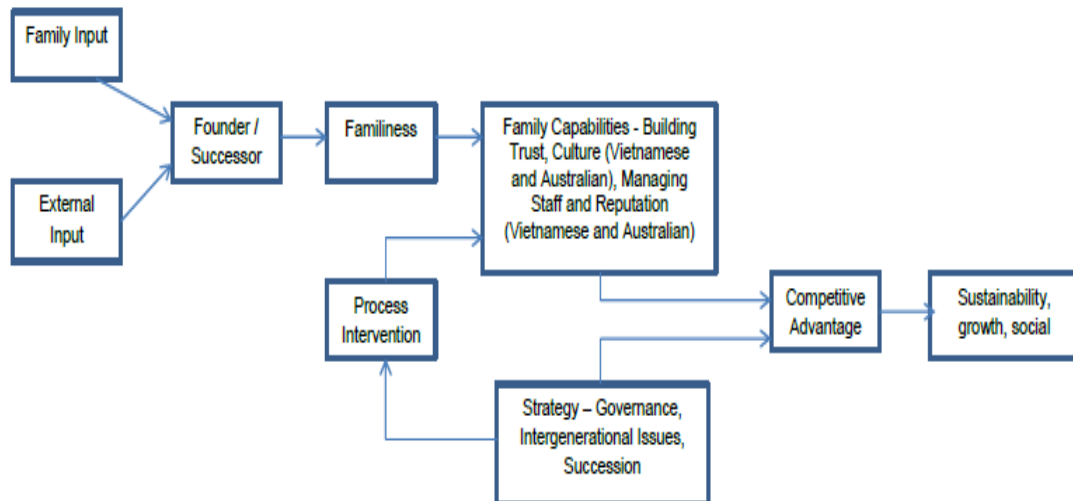 Family Input
Founder /
Successor
Familiness
Family Capabilities - Building
Trust, Culture (Vietnamese
and Australian), Managing
Staff and Reputation
(Vietnamese and Australian)
External
Input
Process
Intervention
Competitive
Advantage
Sustainability,
growth, social
Strategy – Governance,
Intergenerational Issues,
Succession